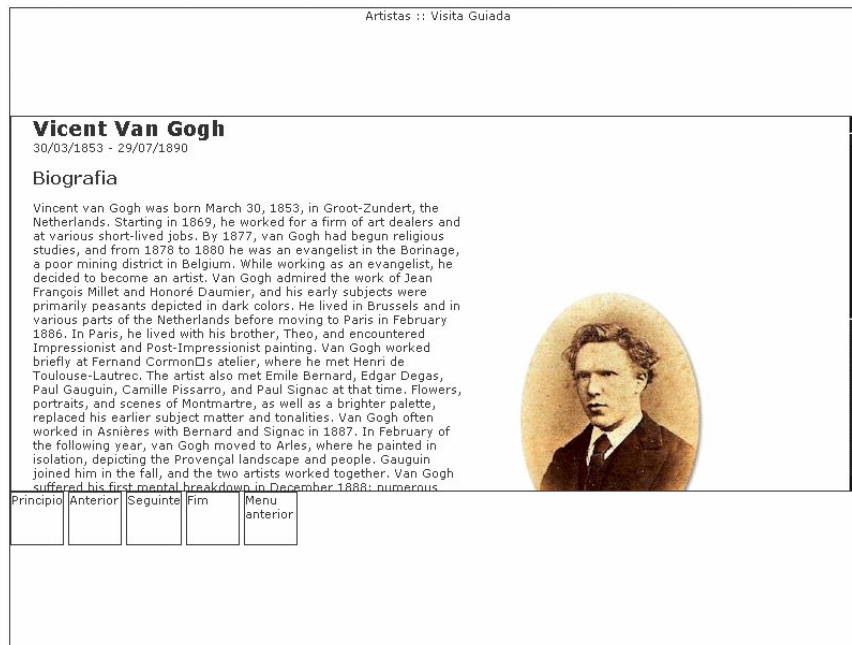 Artistas :: Visita Guiada
Vicent Van Gogh
30/03/1853 - 29/07/1890
Biografia
Vincent van Gogh was born March 30, 1853, in Groot-Zundert, the
Netherlands. Starting in 1869, he worked for a firm of art dealers and
at various short-lived jobs. By 1877, van Gogh had begun religious
studies, and from 1878 to 1880 he was an evangelist in the Borinage,
a poor mining district in Belgium. While working as an evangelist, he
decided to become an artist. Van Gogh admired the work of Jean
François Millet and Honoré Daumier, and his early subjects were
primarily peasants depicted in dark colors. He lived in Brussels and in
various parts of the Netherlands before moving to Paris in February
1886. In Paris, he lived with his brother, Theo, and encountered
Impressionist and Post-Impressionist painting. Van Gogh worked
briefly at Fernand Cormon□s atelier, where he met Henri de
Toulouse-Lautrec. The artist also met Emile Bernard, Edgar Degas,
Paul Gauguin, Camille Pissarro, and Paul Signac at that time. Flowers,
portraits, and scenes of Montmartre, as well as a brighter palette,
replaced his earlier subject matter and tonalities. Van Gogh often
worked in Asnières with Bernard and Signac in 1887. In February of
the following year, van Gogh moved to Arles, where he painted in
isolation, depicting the Provençal landscape and people. Gauguin
joined him in the fall, and the two artists worked together. Van Gogh
suffered his first mental breakdown in December 1888; numerous
Principio Anterior Seguinte Fim Menu
anterior